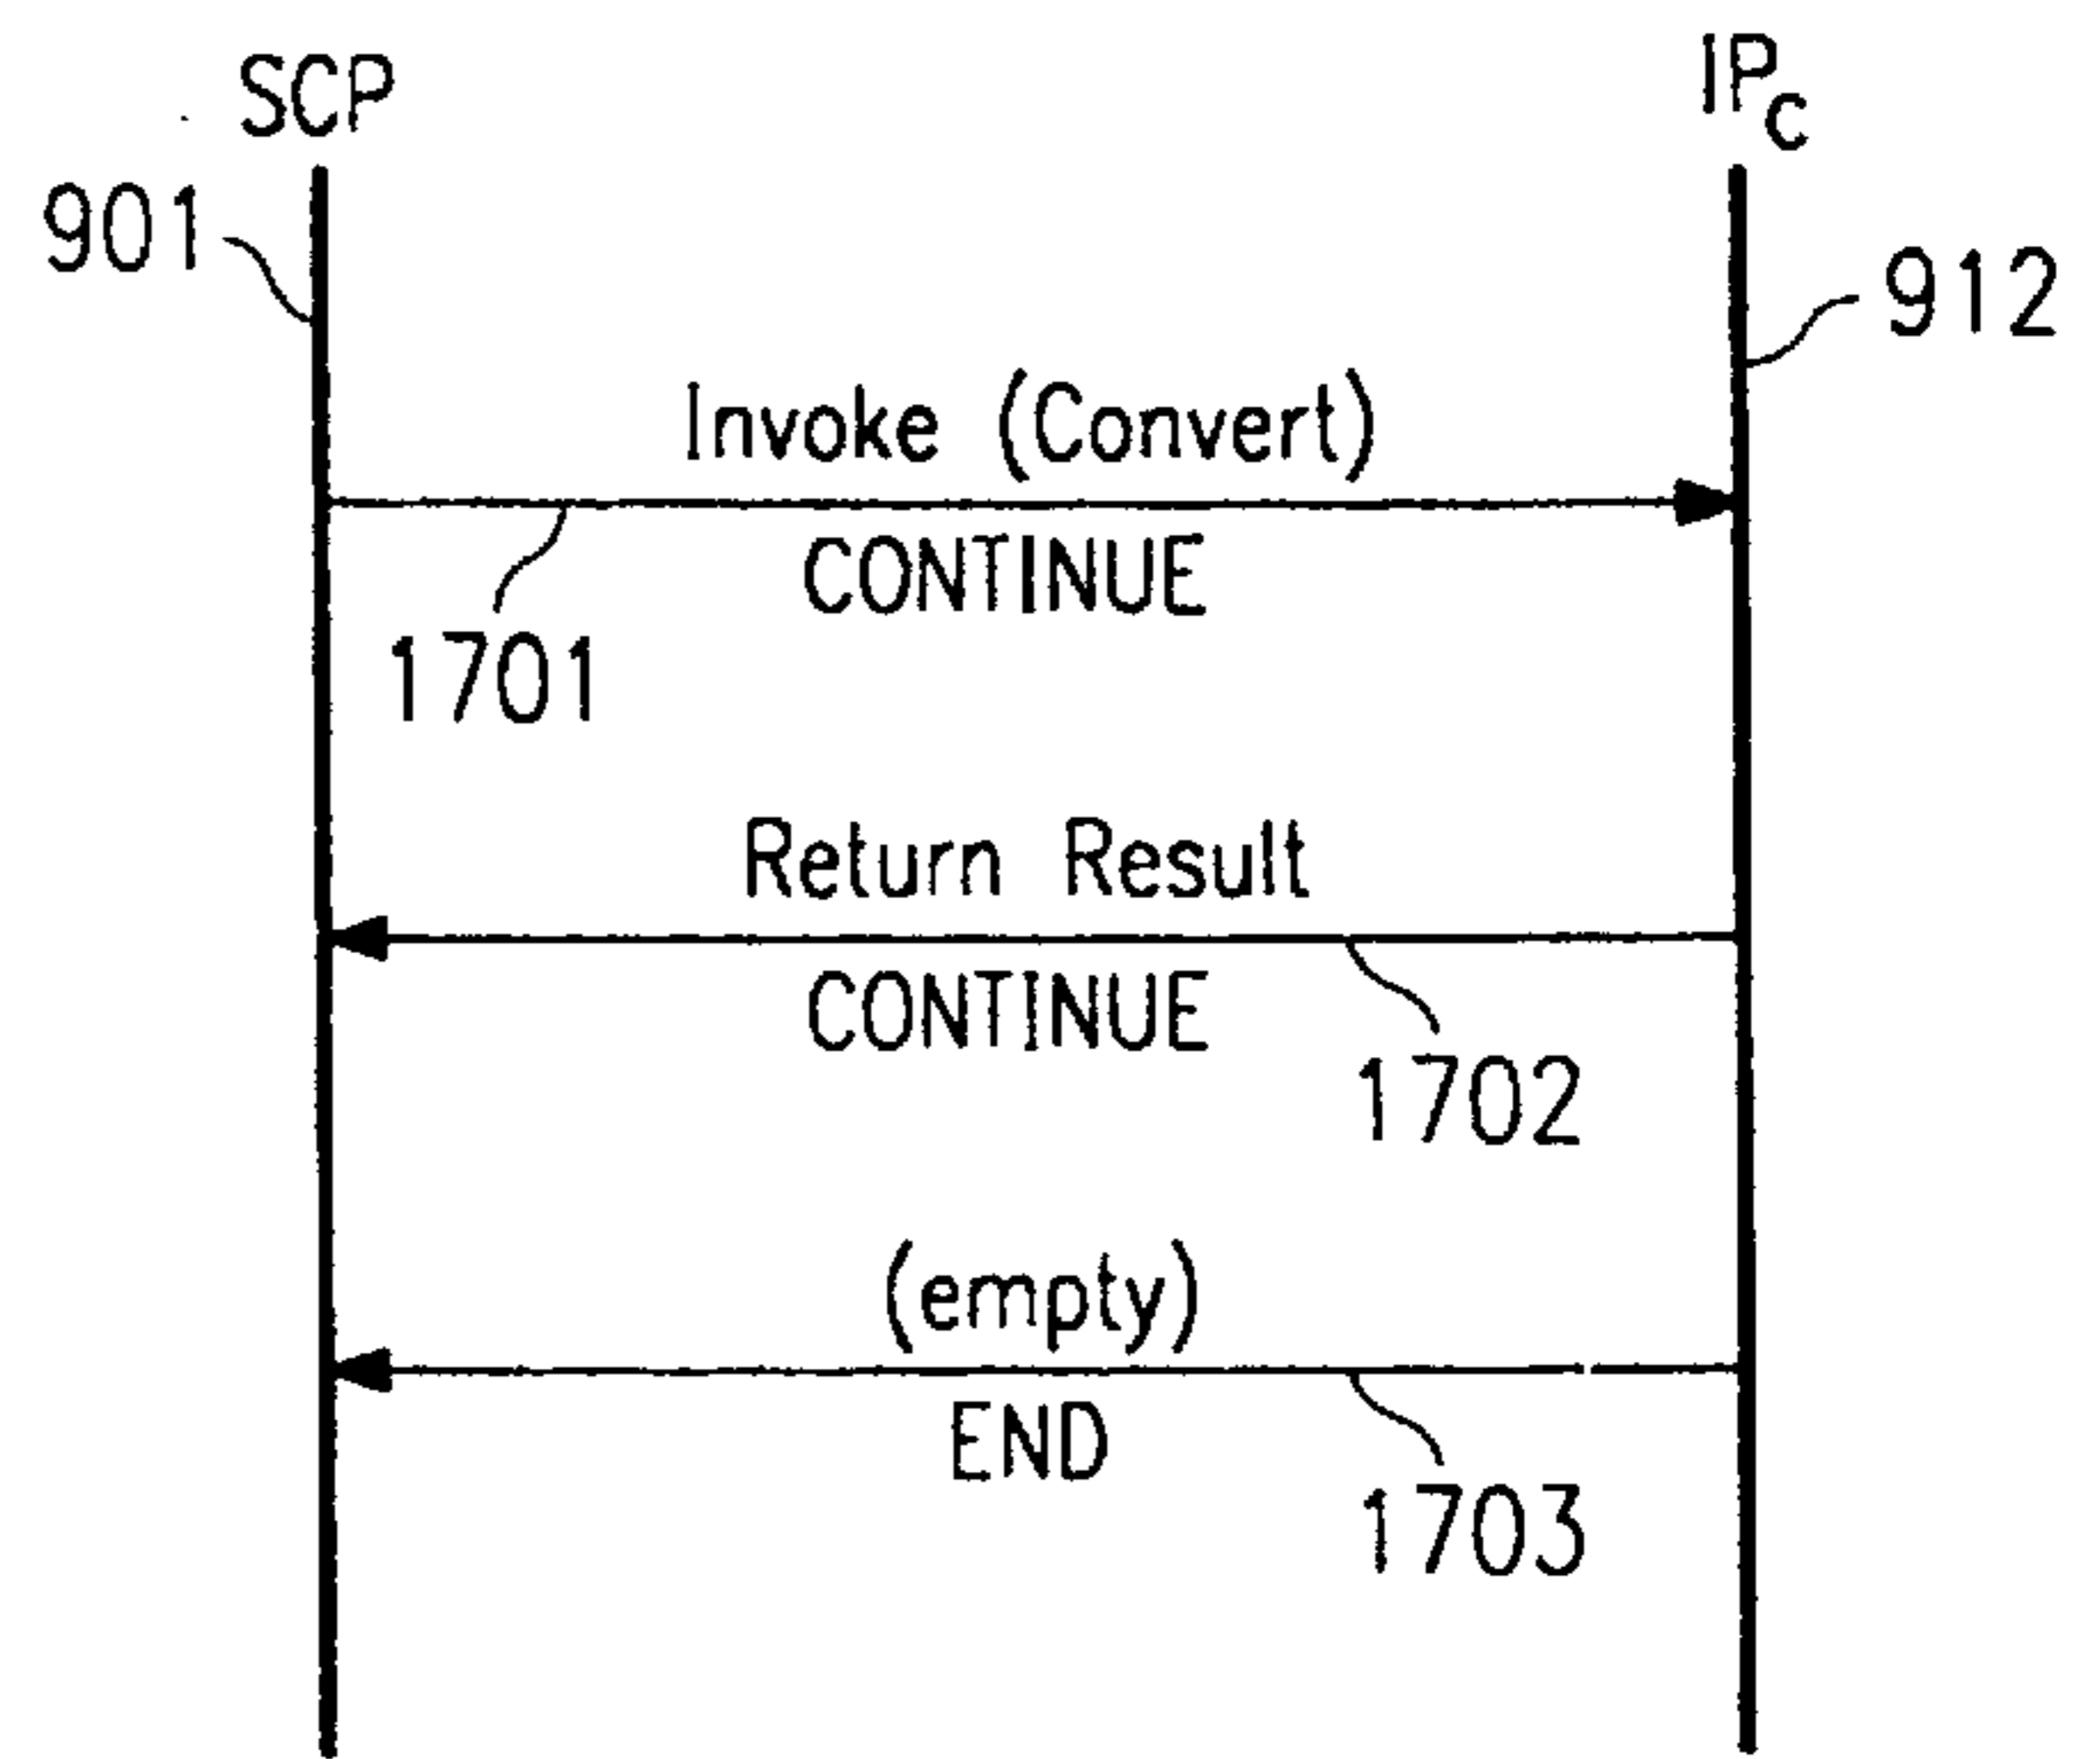 SCP
IPC
901
912
Invoke (Convert)
CONTINUE
1701
Return Result
CONTINUE
1702
(empty)
END
1703